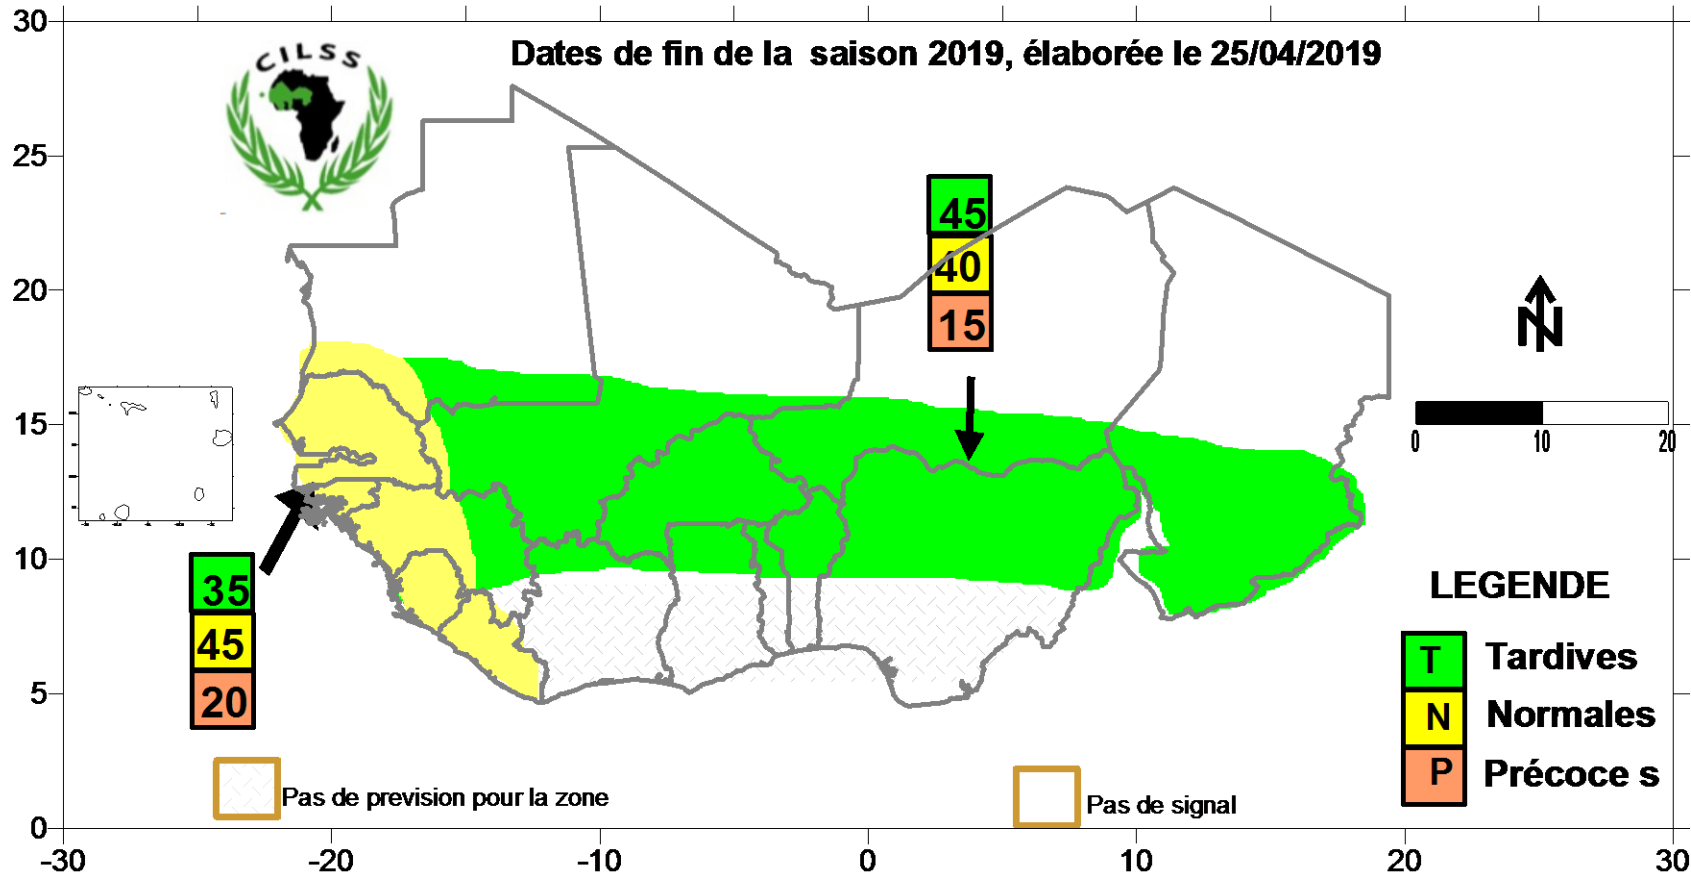 30
CILSS
Dates de fin de la saison 2019, élaborée le 25/04/2019
25
45
40
15
20
N
15
0 10 20
10
35
45
20
LEGENDE
T Tardives
N Normales
P Précoce s
5
Pas de prevision pour la zone
Pas de signal
0
-30 -20 -10 0 10 20 30